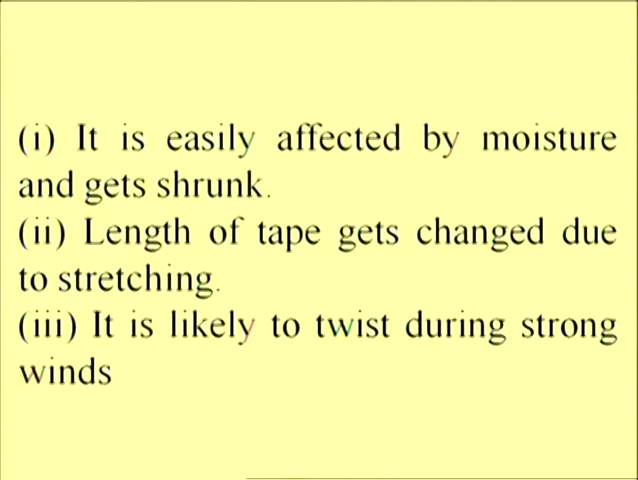 (i) It is easily affected by moisture
and gets shrunk.
(ii) Length of tape gets changed due
to stretching.
(iii) It is likely to twist during strong
winds